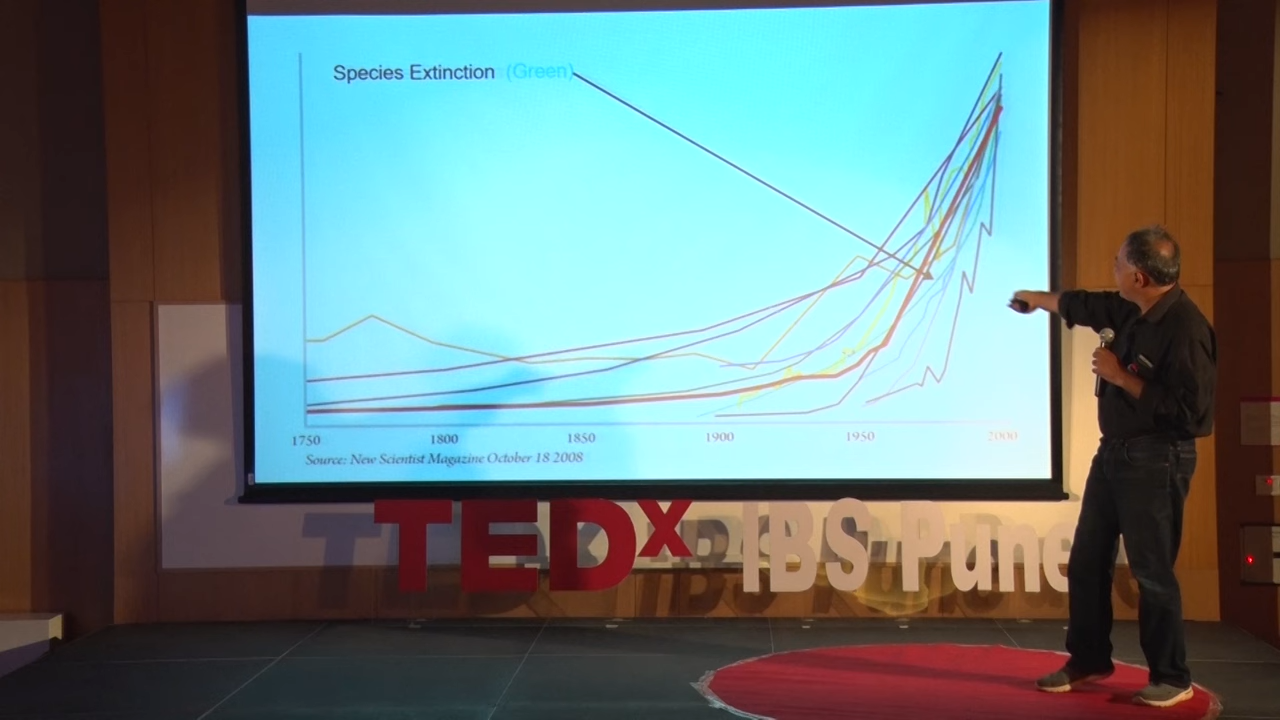 Species Extinction (Green)
1750 1800 1850 1900 1950 2000
Source: New Scientist Magazine October 18 2008
TEDx IBS Pune